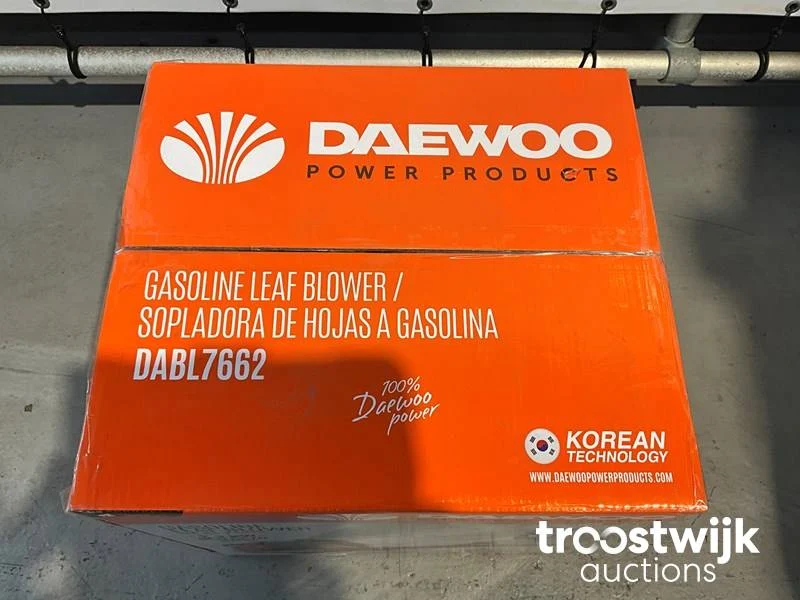 DAEWOO
POWER PRODUCTS
GASOLINE LEAF BLOWER /
SOPLADORA DE HOJAS A GASOLINA
DABL7662
100%
Daewoo
power
KOREAN
TECHNOLOGY
WWW.DAEWOOPOWERPRODUCTS.COM
troostwijk
auctions